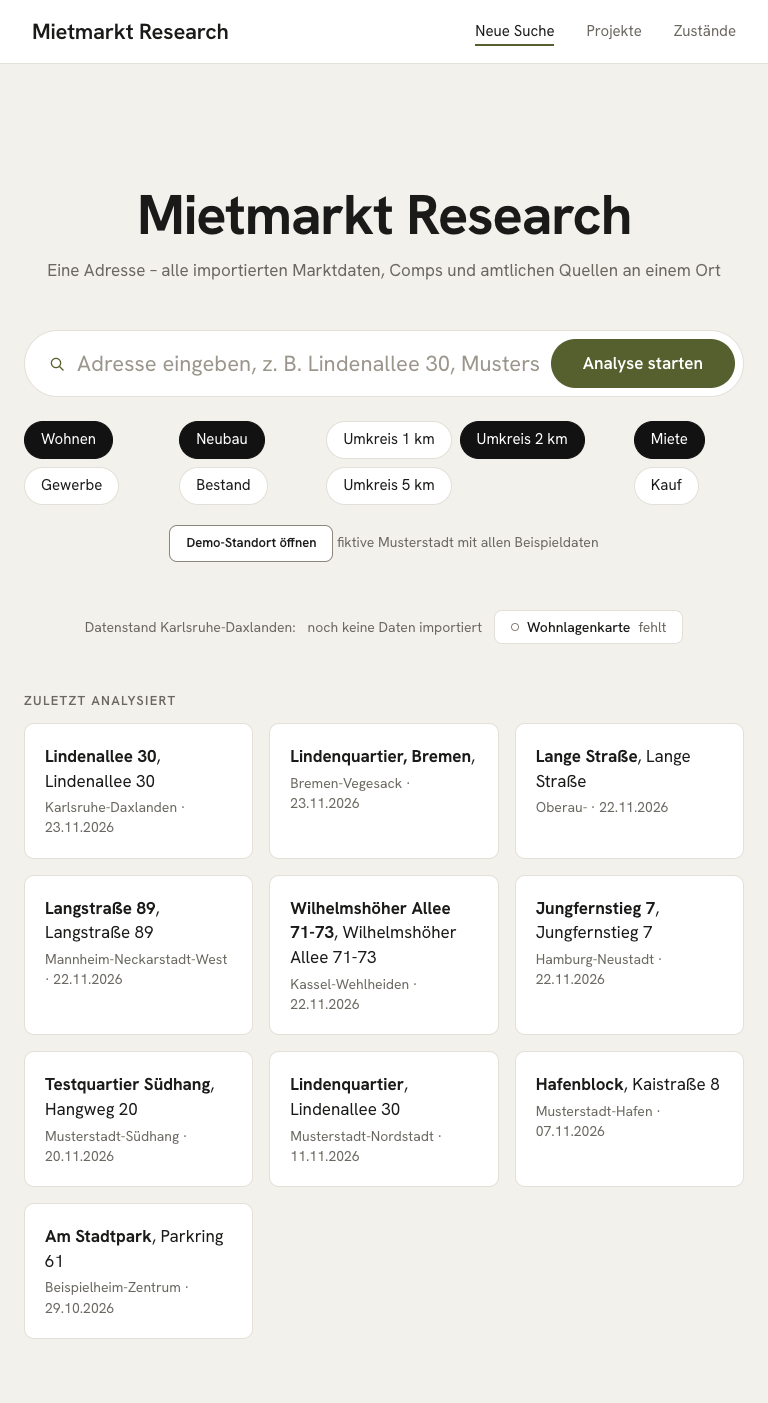 Mietmarkt Research
Neue Suche
Projekte
Zustände
Mietmarkt Research
Eine Adresse – alle importierten Marktdaten, Comps und amtlichen Quellen an einem Ort
Adresse eingeben, z. B. Lindenallee 30, Musters
Analyse starten
Wohnen
Gewerbe
Neubau
Bestand
Umkreis 1 km
Umkreis 2 km
Umkreis 5 km
Miete
Kauf
Demo-Standort öffnen
fiktive Musterstadt mit allen Beispieldaten
Datenstand Karlsruhe-Daxlanden: noch keine Daten importiert
Wohnlagenkarte fehlt
ZULETZT ANALYSIERT
Lindenallee 30,
Lindenallee 30
Karlsruhe-Daxlanden ·
23.11.2026
Lindenquartier, Bremen,
Bremen-Vegesack ·
23.11.2026
Lange Straße, Lange
Straße
Oberau- · 22.11.2026
Langstraße 89,
Langstraße 89
Mannheim-Neckarstadt-West
· 22.11.2026
Wilhelmshöher Allee
71-73, Wilhelmshöher
Allee 71-73
Kassel-Wehlheiden ·
22.11.2026
Jungfernstieg 7,
Jungfernstieg 7
Hamburg-Neustadt ·
22.11.2026
Testquartier Südhang,
Hangweg 20
Musterstadt-Südhang ·
20.11.2026
Lindenquartier,
Lindenallee 30
Musterstadt-Nordstadt ·
11.11.2026
Hafenblock, Kaistraße 8
Musterstadt-Hafen ·
07.11.2026
Am Stadtpark, Parkring
61
Beispielheim-Zentrum ·
29.10.2026